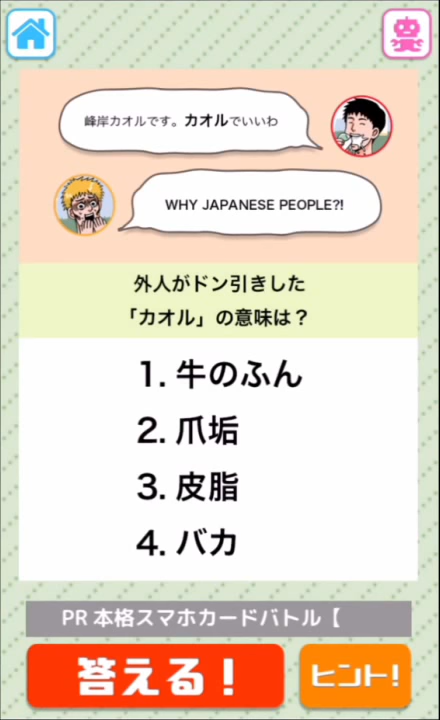 峰岸カオルです。カオルでいいわ
WHY JAPANESE PEOPLE?!
外人がドン引きした
「カオル」の意味は？
1. 牛のふん
2. 爪垢
3. 皮脂
4. バカ
PR 本格スマホカードバトル【
答える！
ヒント!